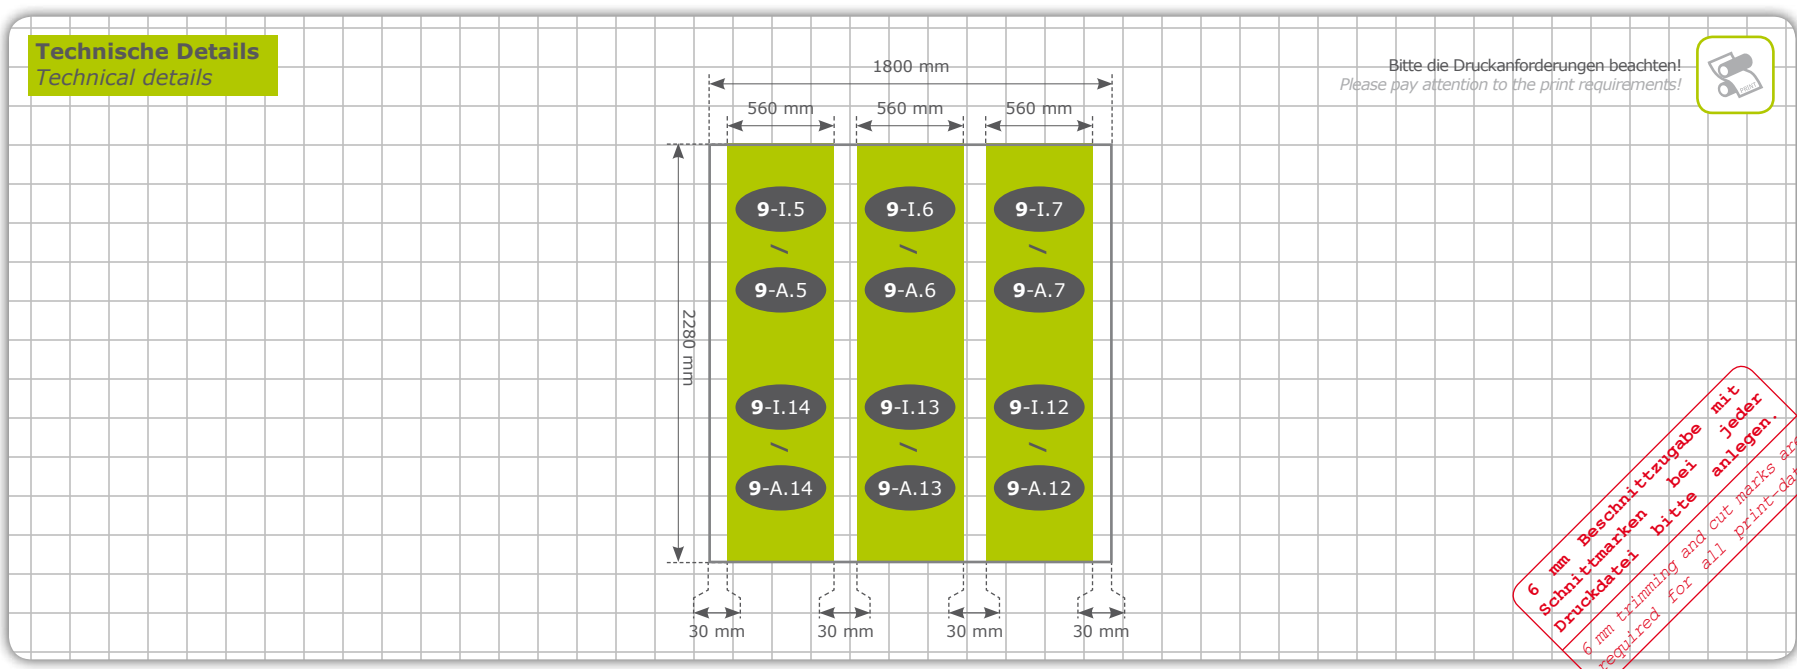 Technische Details
Technical details
Bitte die Druckanforderungen beachten!
Please pay attention to the print requirements!
PRINT
1800 mm
560 mm 560 mm 560 mm
2280 mm
9-I.5 9-I.6 9-I.7
/ / /
9-A.5 9-A.6 9-A.7
9-I.14 9-I.13 9-I.12
/ / /
9-A.14 9-A.13 9-A.12
30 mm 30 mm 30 mm 30 mm
6 mm Beschnittzugabe mit
Schnittmarken bei jeder
Druckdatei bitte anlegen.
6 mm trimming and cut marks are
required for all print-dat